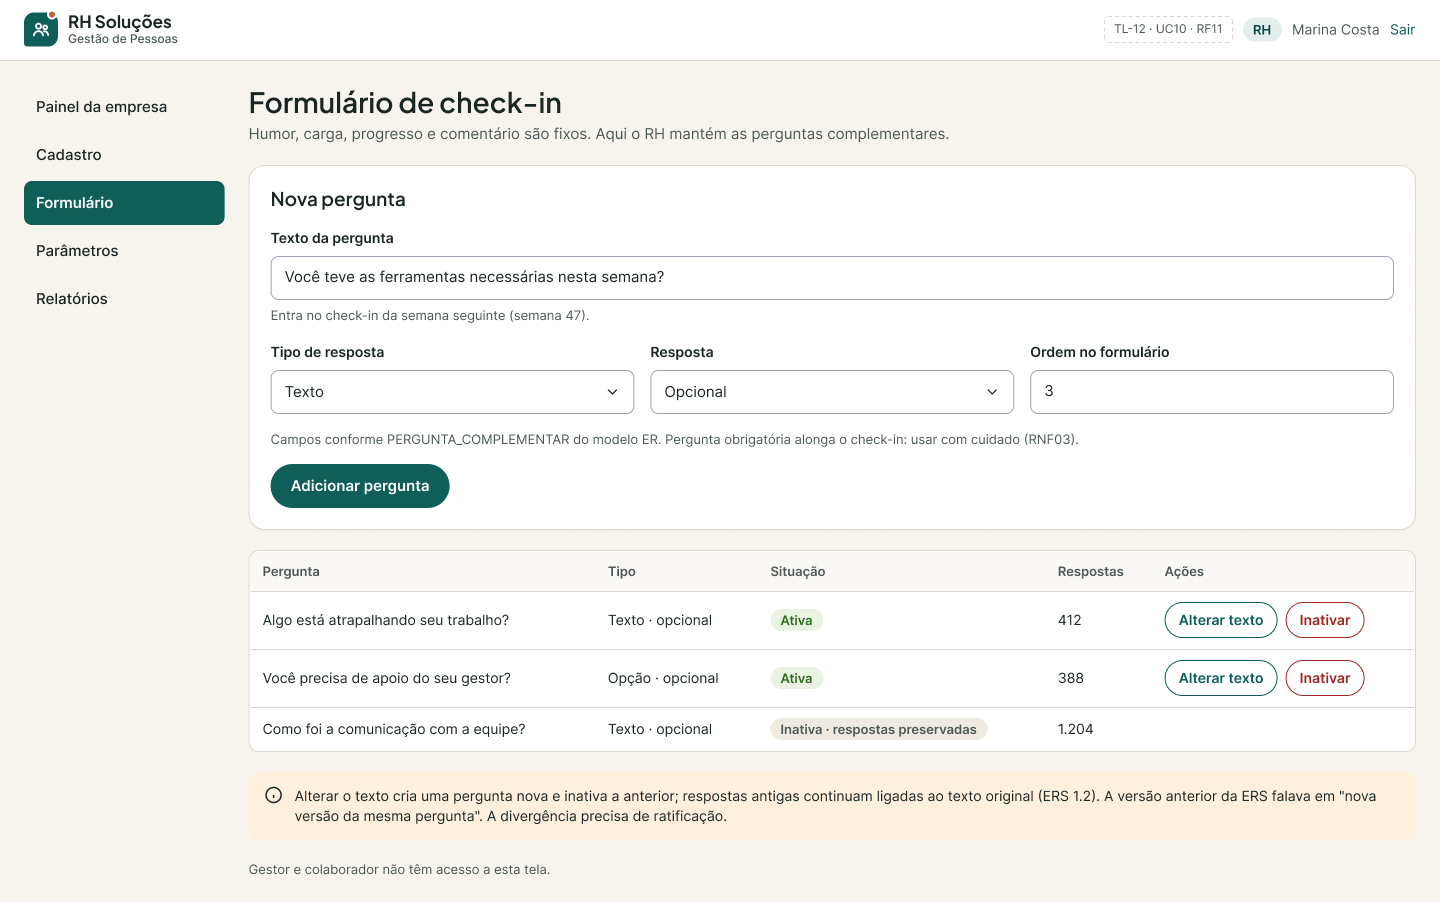 RH Soluções
Gestão de Pessoas
TL-12 · UC10 · RF11
RH
Marina Costa
Sair
Painel da empresa
Cadastro
Formulário
Parâmetros
Relatórios
Formulário de check-in
Humor, carga, progresso e comentário são fixos. Aqui o RH mantém as perguntas complementares.
Nova pergunta
Texto da pergunta
Você teve as ferramentas necessárias nesta semana?
Entra no check-in da semana seguinte (semana 47).
Tipo de resposta
Resposta
Ordem no formulário
Texto
Opcional
3
Campos conforme PERGUNTA_COMPLEMENTAR do modelo ER. Pergunta obrigatória alonga o check-in: usar com cuidado (RNF03).
Adicionar pergunta
Pergunta Tipo Situação Respostas Ações
Algo está atrapalhando seu trabalho? Texto · opcional Ativa 412 Alterar texto Inativar
Você precisa de apoio do seu gestor? Opção · opcional Ativa 388 Alterar texto Inativar
Como foi a comunicação com a equipe? Texto · opcional Inativa · respostas preservadas 1.204
Alterar o texto cria uma pergunta nova e inativa a anterior; respostas antigas continuam ligadas ao texto original (ERS 1.2). A versão anterior da ERS falava em "nova
versão da mesma pergunta". A divergência precisa de ratificação.
Gestor e colaborador não têm acesso a esta tela.